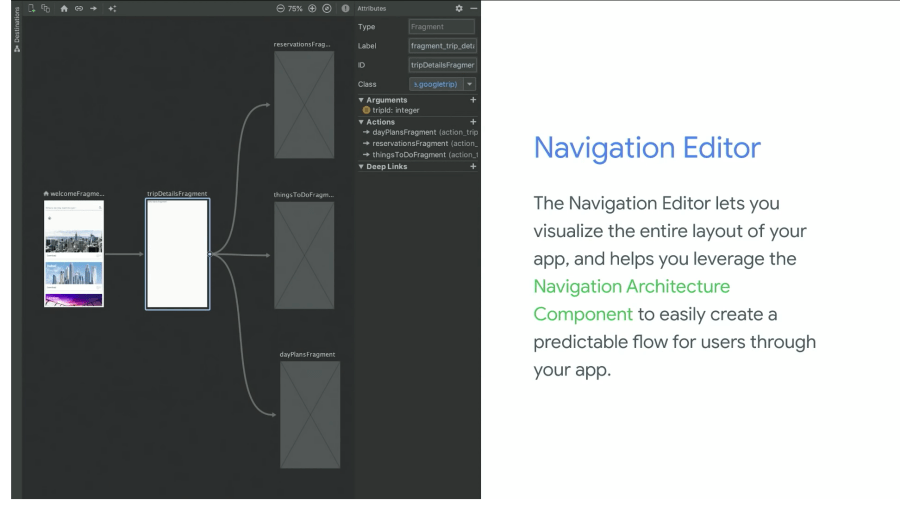 Destinations
75%
Attributes
Type
Fragment
Label
fragment_trip_deta
ID
tripDetailsFragmer
Class
s.googletrip)
Arguments
tripId: integer
Actions
dayPlansFragment (action_trip
reservationsFragment (action_
thingsToDoFragment (action_t
Deep Links
reservationsFrag...
welcomeFragme...
tripDetailsFragment
thingsToDoFragm...
dayPlansFragment
Navigation Editor
The Navigation Editor lets you
visualize the entire layout of your
app, and helps you leverage the
Navigation Architecture
Component to easily create a
predictable flow for users through
your app.